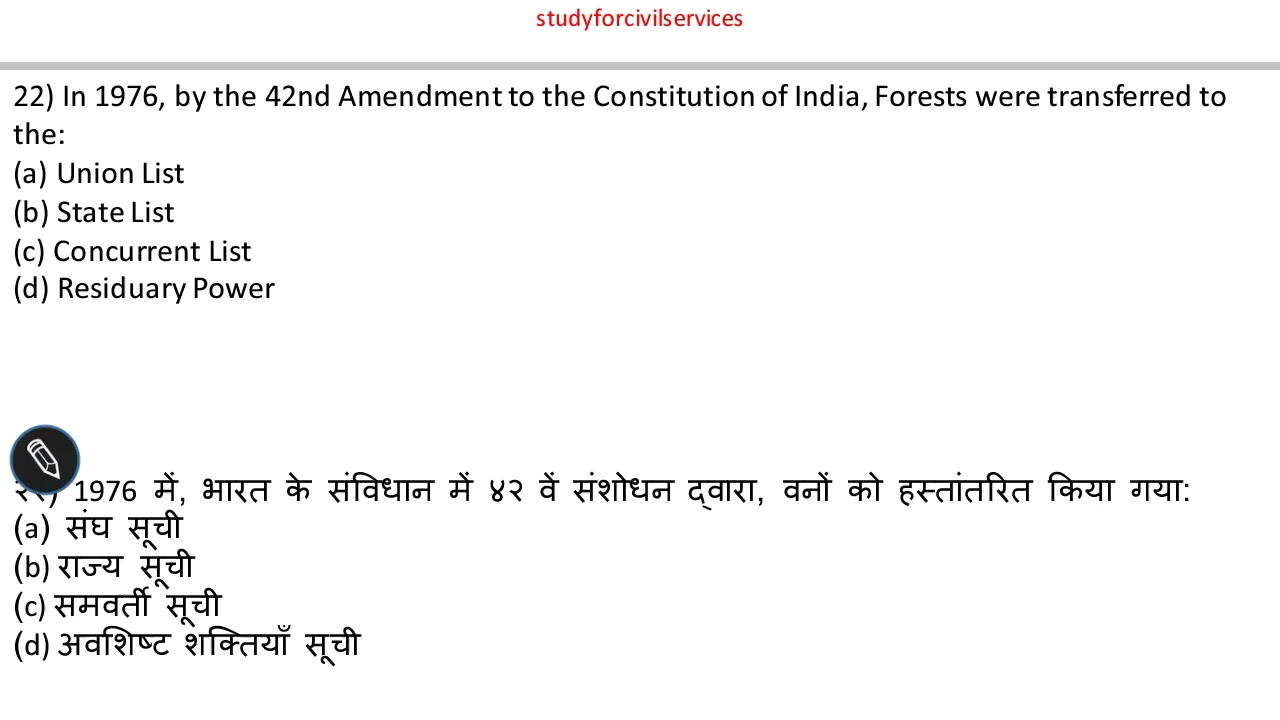 studyforcivilservices
22) In 1976, by the 42nd Amendment to the Constitution of India, Forests were transferred to
the:
(a) Union List
(b) State List
(c) Concurrent List
(d) Residuary Power
1976 में, भारत के संविधान में ४२ वें संशोधन द्वारा, वनों को हस्तांतरित किया गया:
(a) संघ सूची
(b) राज्य सूची
(c) समवर्ती सूची
(d) अवशिष्ट शक्तियाँ सूची